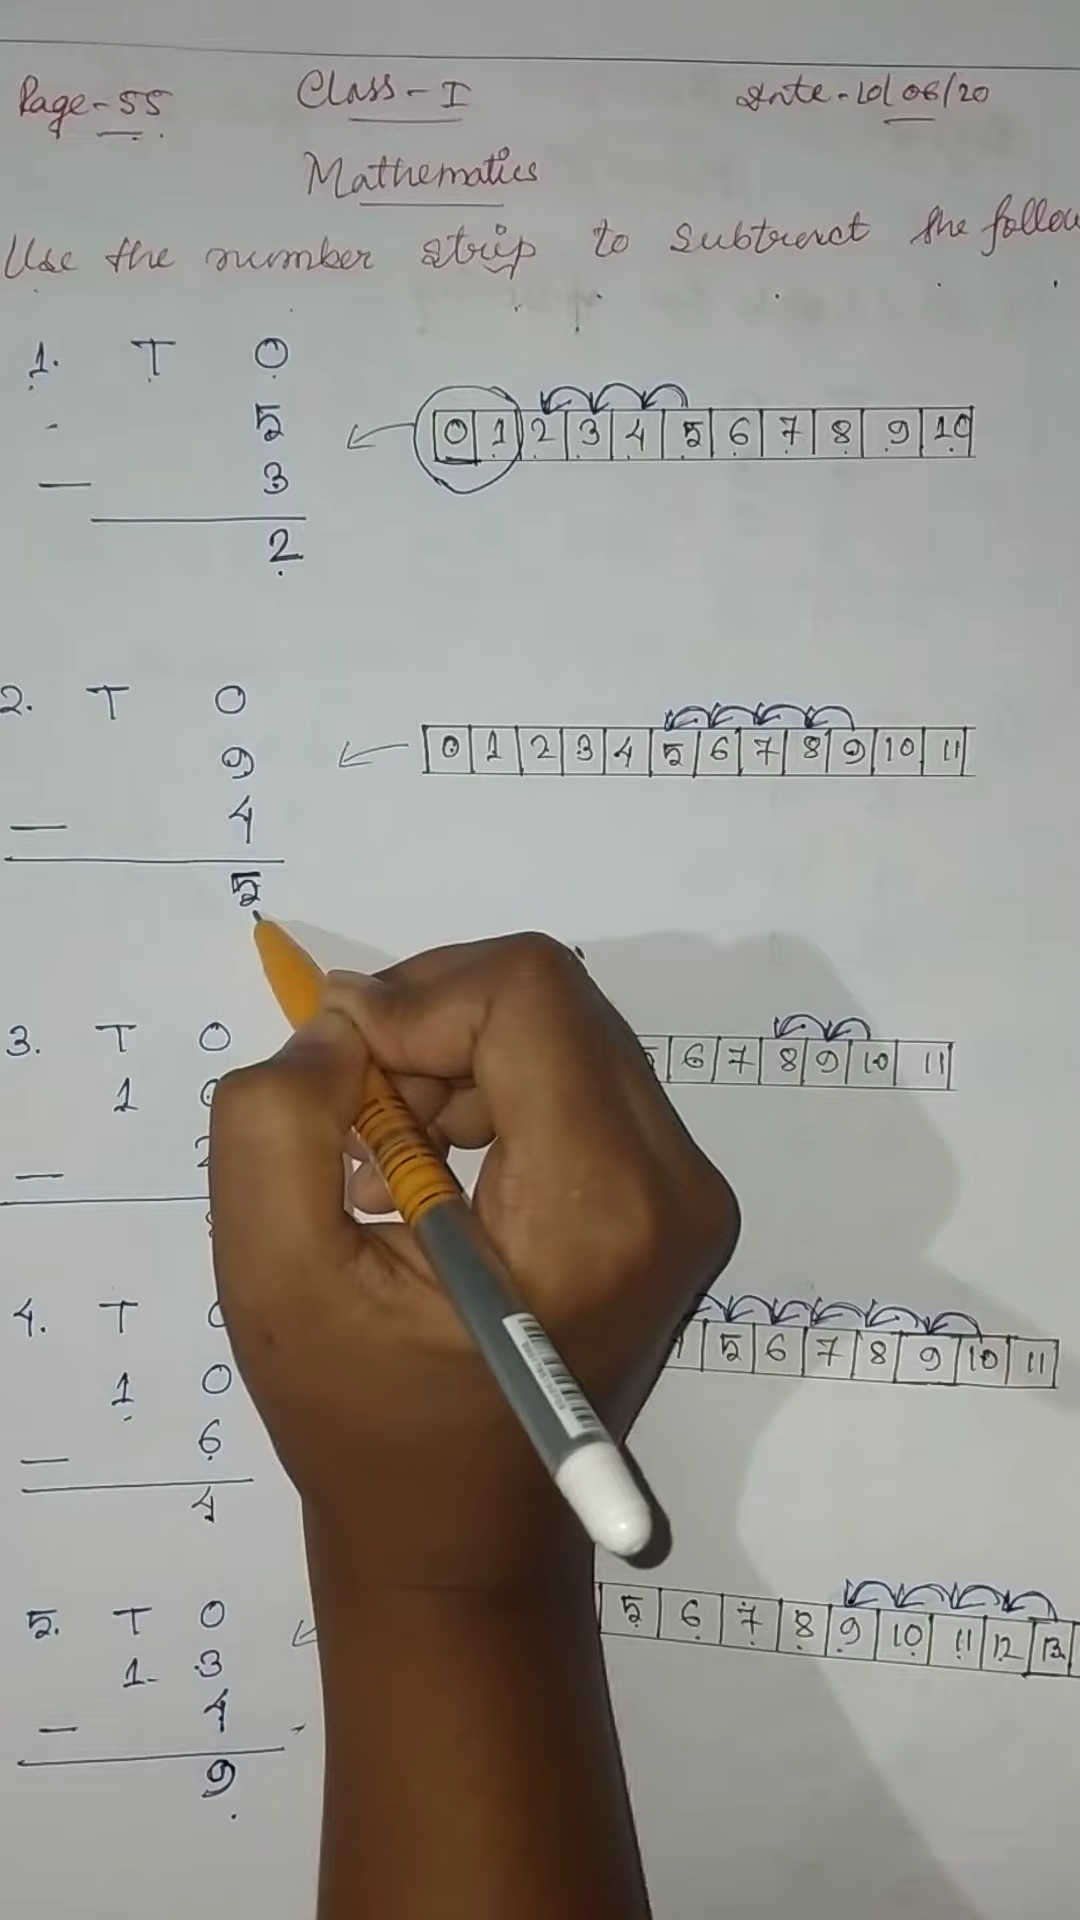 Page-55 Class-I Date-10/06/20
Mathematics
Use the number strip to subtract the follow
1. T O
5
— 3
2
0 1 2 3 4 5 6 7 8 9 10
2. T O
9
— 4
5
0 1 2 3 4 5 6 7 8 9 10 11
3. T O
1
— 2
6 7 8 9 10 11
4. T
1 0
— 6
4
5 6 7 8 9 10 11
5. T O
1 3
— 4
9
5 6 7 8 9 10 11 12 13